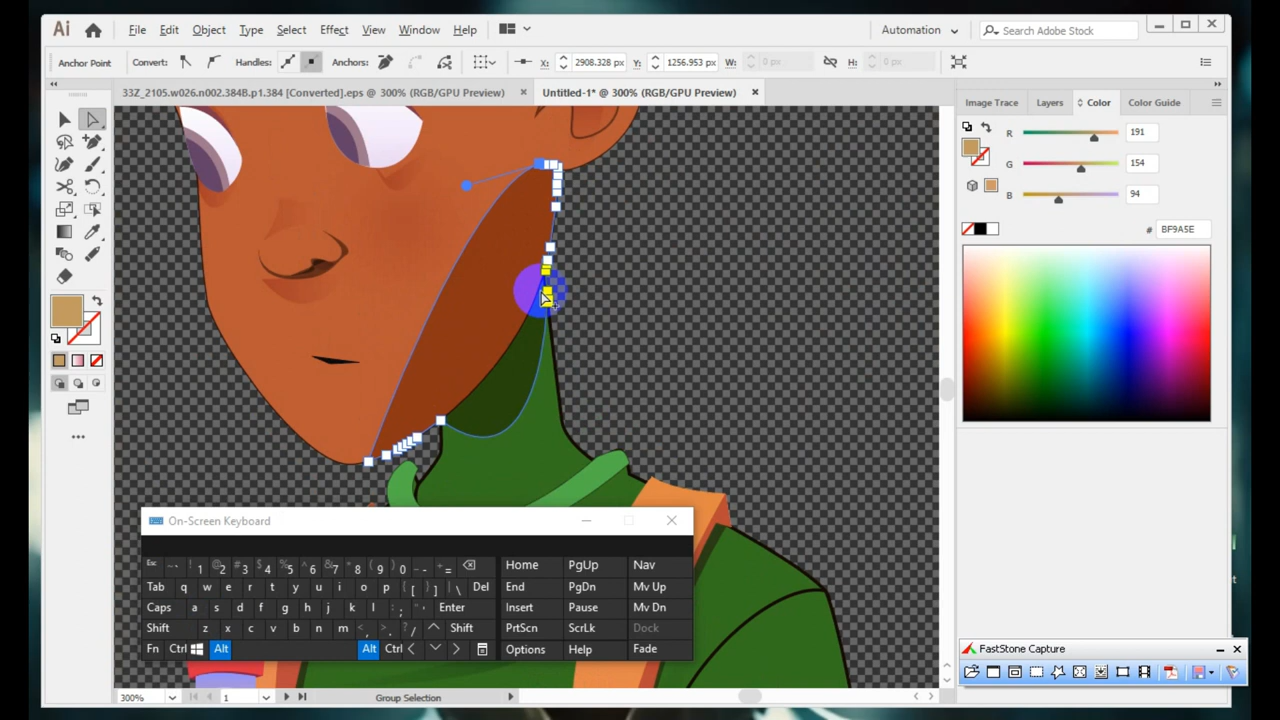 Ai File Edit Object Type Select Effect View Window Help Automation Search Adobe Stock
Anchor Point Convert: Handles: Anchors: X: 2908.328 px Y: 1256.953 px W: 0 px H: 0 px
33Z_2105.w026.n002.384B.p1.384 [Converted].eps @ 300% (RGB/GPU Preview) Untitled-1* @ 300% (RGB/GPU Preview)
Image Trace Layers Color Color Guide
R 191
G 154
B 94
# BF9A5E
On-Screen Keyboard
Esc ~ ` ! 1 @ 2 # 3 $ 4 % 5 ^ 6 & 7 * 8 ( 9 ) 0 _ - + = Home PgUp Nav
Tab q w e r t y u i o p { [ } ] | \ Del End PgDn Mv Up
Caps a s d f g h j k l : ; " ' Enter Insert Pause Mv Dn
Shift z x c v b n m < , > . ? / Shift PrtScn ScrLk Dock
Fn Ctrl Alt Alt Ctrl Options Help Fade
FastStone Capture
300% 1 Group Selection